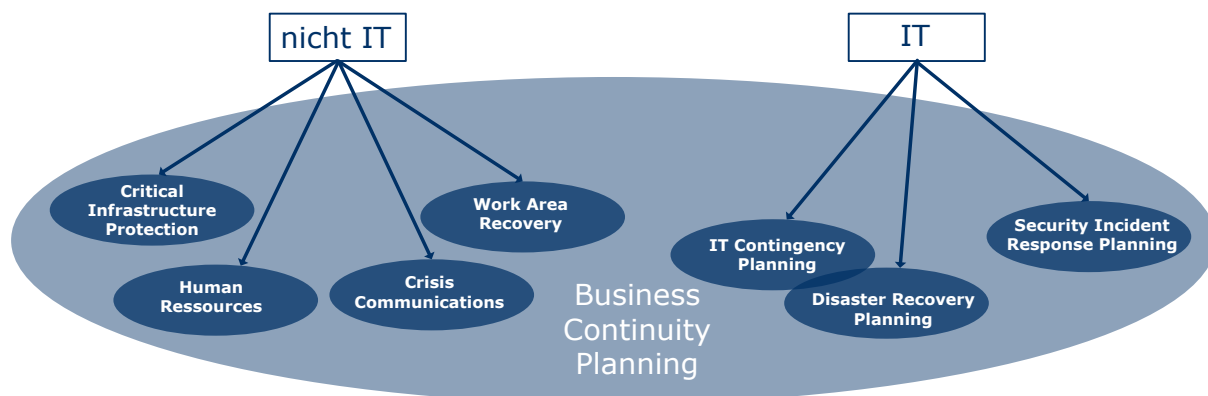 nicht IT
IT
Critical
Infrastructure
Protection
Work Area
Recovery
Human
Ressources
Crisis
Communications
IT Contingency
Planning
Security Incident
Response Planning
Disaster Recovery
Planning
Business
Continuity
Planning